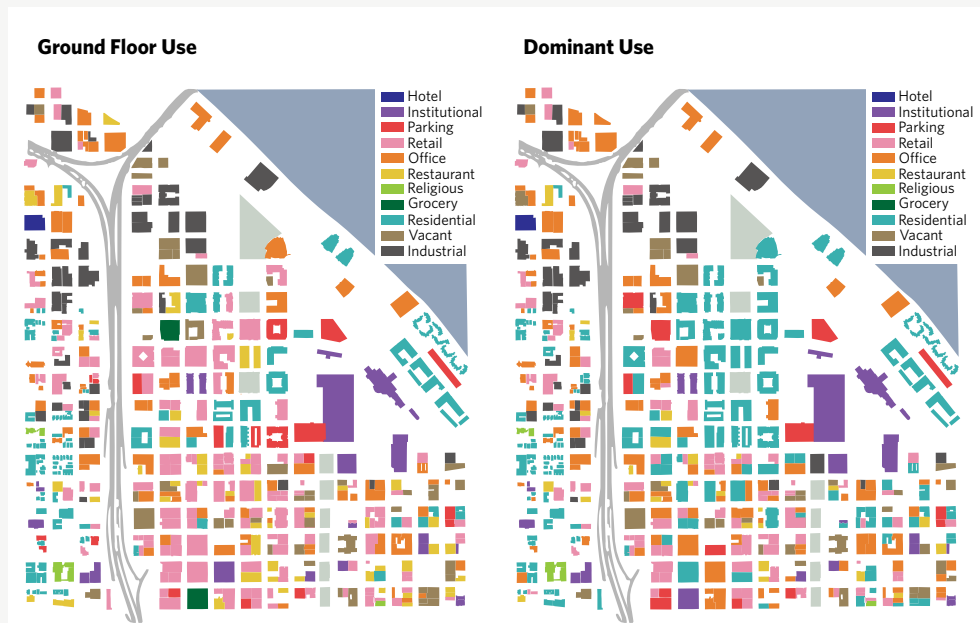 Ground Floor Use
Hotel
Institutional
Parking
Retail
Office
Restaurant
Religious
Grocery
Residential
Vacant
Industrial
Dominant Use
Hotel
Institutional
Parking
Retail
Office
Restaurant
Religious
Grocery
Residential
Vacant
Industrial